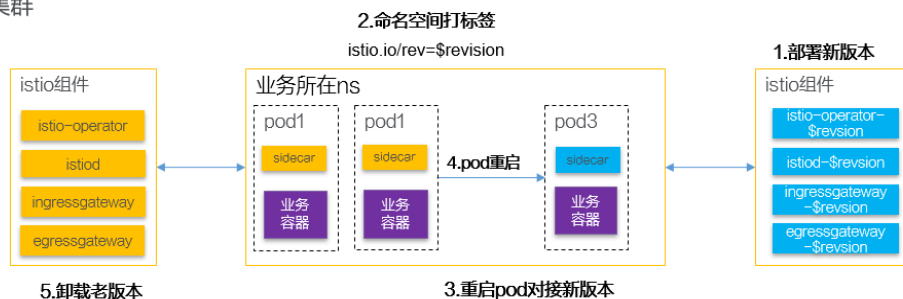 集群
2.命名空间打标签
istio.io/rev=$revision
1.部署新版本
istio组件
istio-operator
istiod
ingressgateway
egressgateway
5.卸载老版本
业务所在ns
pod1
sidecar
业务
容器
pod1
sidecar
业务
容器
4.pod重启
pod3
sidecar
业务
容器
3.重启pod对接新版本
istio组件
istio-operator-
$revsion
istiod-$revsion
ingressgateway
-$revsion
egressgateway
-$revsion